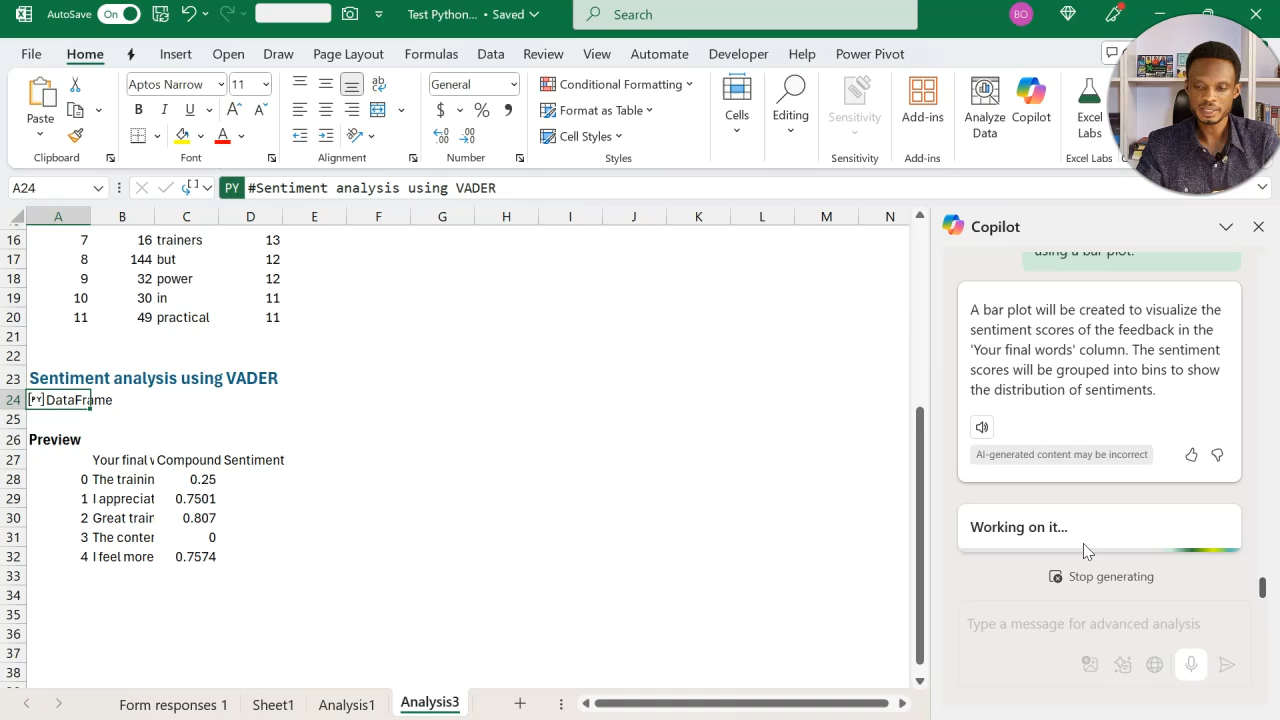 AutoSave On Test Python... • Saved Search BO
File Home Insert Open Draw Page Layout Formulas Data Review View Automate Developer Help Power Pivot
Paste
Clipboard
Aptos Narrow 11
B I U A A
A
Font
ab
Alignment
General
$ % 9
.00 .00
Number
Conditional Formatting
Format as Table
Cell Styles
Styles
Cells
Editing
Sensitivity
Sensitivity
Add-ins
Add-ins
Analyze Data
Copilot
Excel Labs
Excel Labs
A24 PY #Sentiment analysis using VADER
A B C D E F G H I J K L M N
16 7 16 trainers 13
17 8 144 but 12
18 9 32 power 12
19 10 30 in 11
20 11 49 practical 11
21
22
23 Sentiment analysis using VADER
24 [PY] DataFrame
25
26 Preview
27 Your final Compound Sentiment
28 0 The trainin 0.25
29 1 I appreciat 0.7501
30 2 Great train 0.807
31 3 The conter 0
32 4 I feel more 0.7574
33
34
35
36
37
38
Form responses 1 Sheet1 Analysis1 Analysis3
Copilot
using a bar plot.
A bar plot will be created to visualize the
sentiment scores of the feedback in the
'Your final words' column. The sentiment
scores will be grouped into bins to show
the distribution of sentiments.
AI-generated content may be incorrect
Working on it...
Stop generating
Type a message for advanced analysis